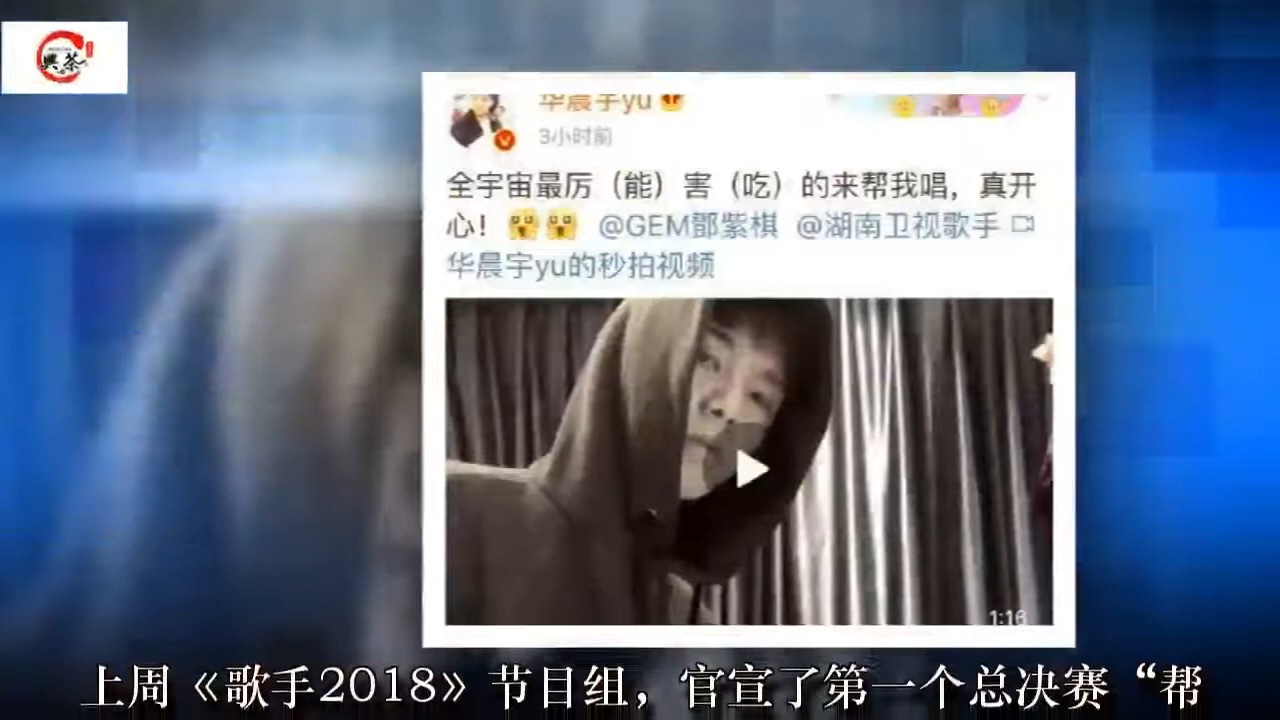 興茶
华晨宇yu
3小时前
全宇宙最厉（能）害（吃）的来帮我唱，真开
心！ @GEM鄧紫棋 @湖南卫视歌手
华晨宇yu的秒拍视频
1:16
上周《歌手2018》节目组，官宣了第一个总决赛“帮